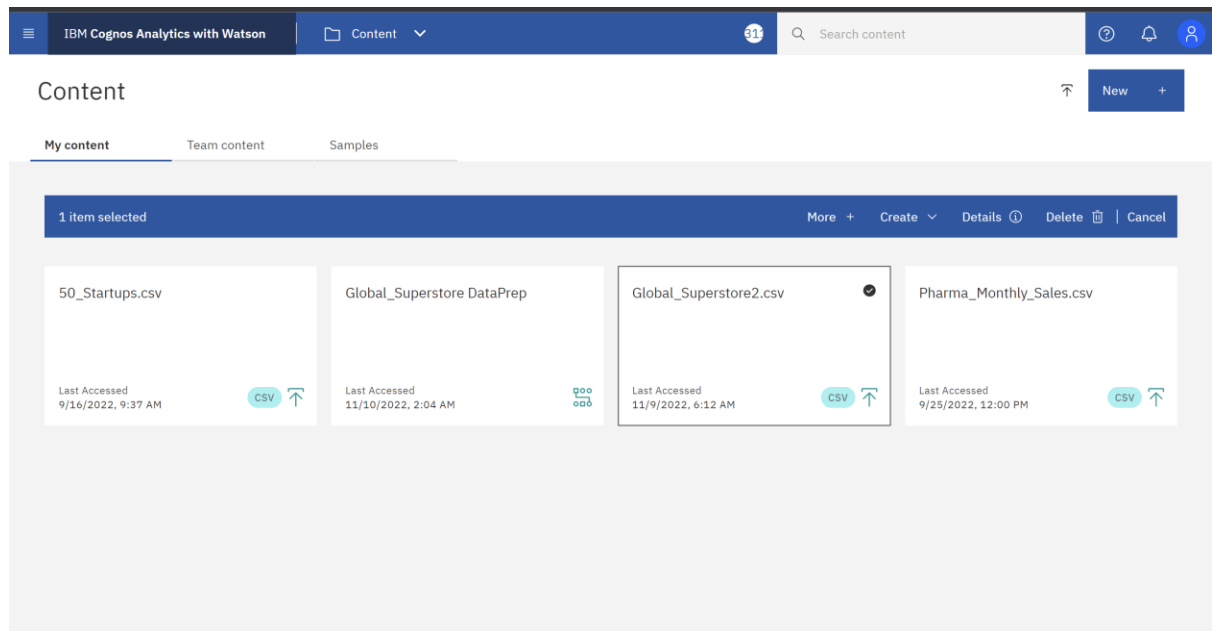 IBM Cognos Analytics with Watson Content Search content
Content New +
My content Team content Samples
1 item selected More + Create Details Delete | Cancel
50_Startups.csv Global_Superstore DataPrep Global_Superstore2.csv Pharma_Monthly_Sales.csv
Last Accessed Last Accessed Last Accessed Last Accessed
9/16/2022, 9:37 AM CSV 11/10/2022, 2:04 AM 11/9/2022, 6:12 AM CSV 9/25/2022, 12:00 PM CSV